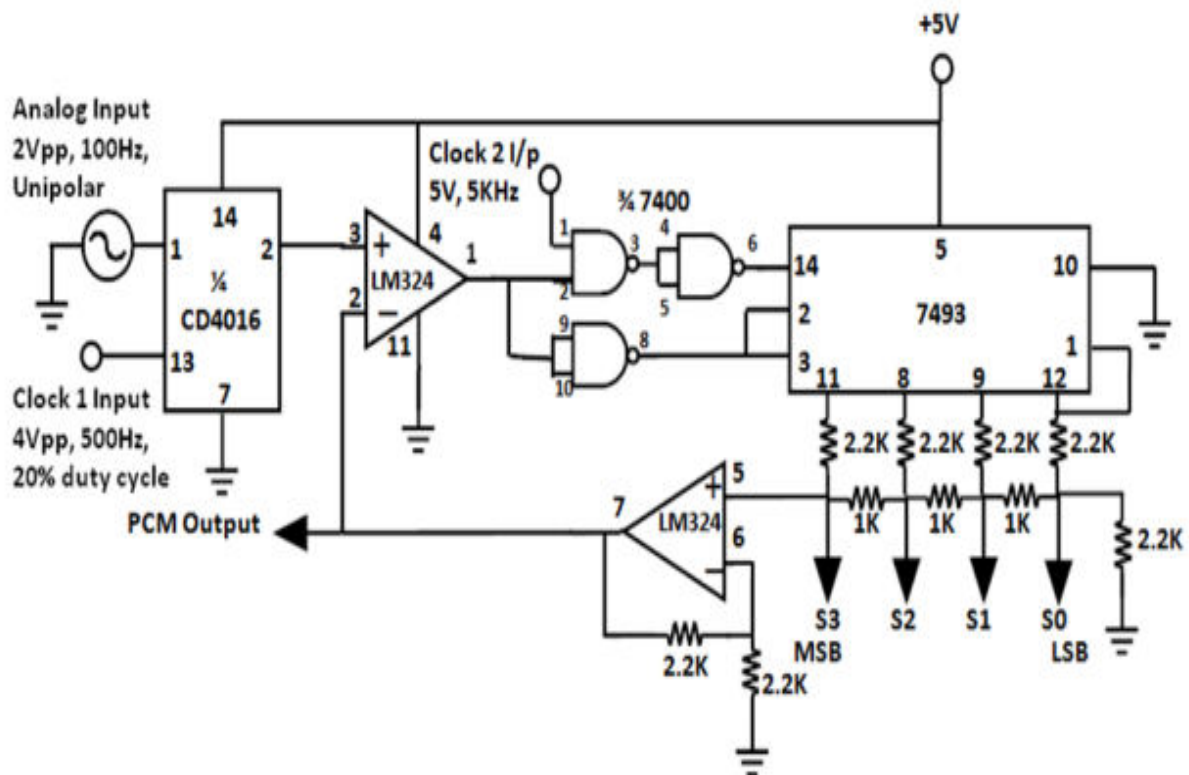 +5V
Analog Input
2Vpp, 100Hz,
Unipolar
Clock 2 I/p
5V, 5KHz
¾ 7400
14
1
2
¼
CD4016
13
7
Clock 1 Input
4Vpp, 500Hz,
20% duty cycle
3
+
4
1
LM324
2
−
11
1
2
3
4
5
6
9
10
8
14
5
10
2
7493
3
1
11
8
9
12
2.2K
2.2K
2.2K
2.2K
1K
1K
1K
2.2K
PCM Output
7
5
+
LM324
6
−
2.2K
2.2K
S3
S2
S1
S0
MSB
LSB